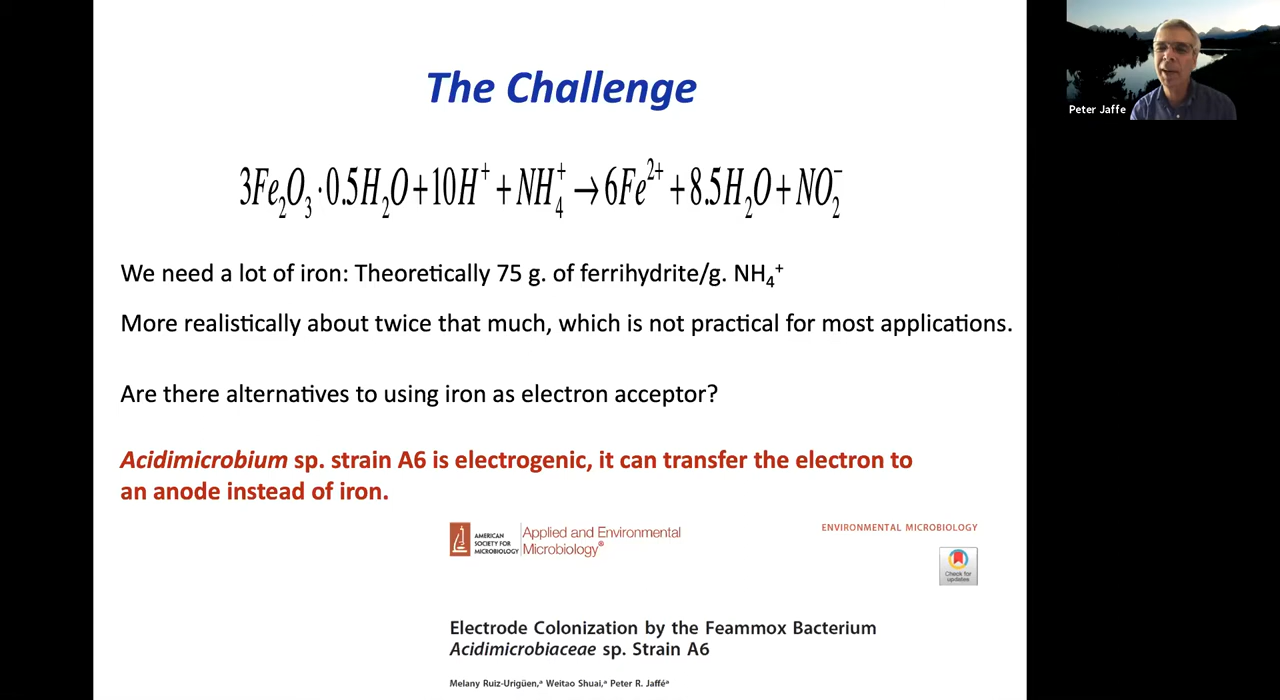 The Challenge
Peter Jaffe
3Fe₂O₃·0.5H₂O+10H⁺+NH₄⁺→6Fe²⁺+8.5H₂O+NO₂⁻
We need a lot of iron: Theoretically 75 g. of ferrihydrite/g. NH₄⁺
More realistically about twice that much, which is not practical for most applications.
Are there alternatives to using iron as electron acceptor?
Acidimicrobium sp. strain A6 is electrogenic, it can transfer the electron to
an anode instead of iron.
AMERICAN
SOCIETY FOR
MICROBIOLOGY
Applied and Environmental
Microbiology®
ENVIRONMENTAL MICROBIOLOGY
Check for
updates
Electrode Colonization by the Feammox Bacterium
Acidimicrobiaceae sp. Strain A6
Melany Ruiz-Urigüen,ᵃ Weitao Shuai,ᵃ Peter R. Jafféᵃ